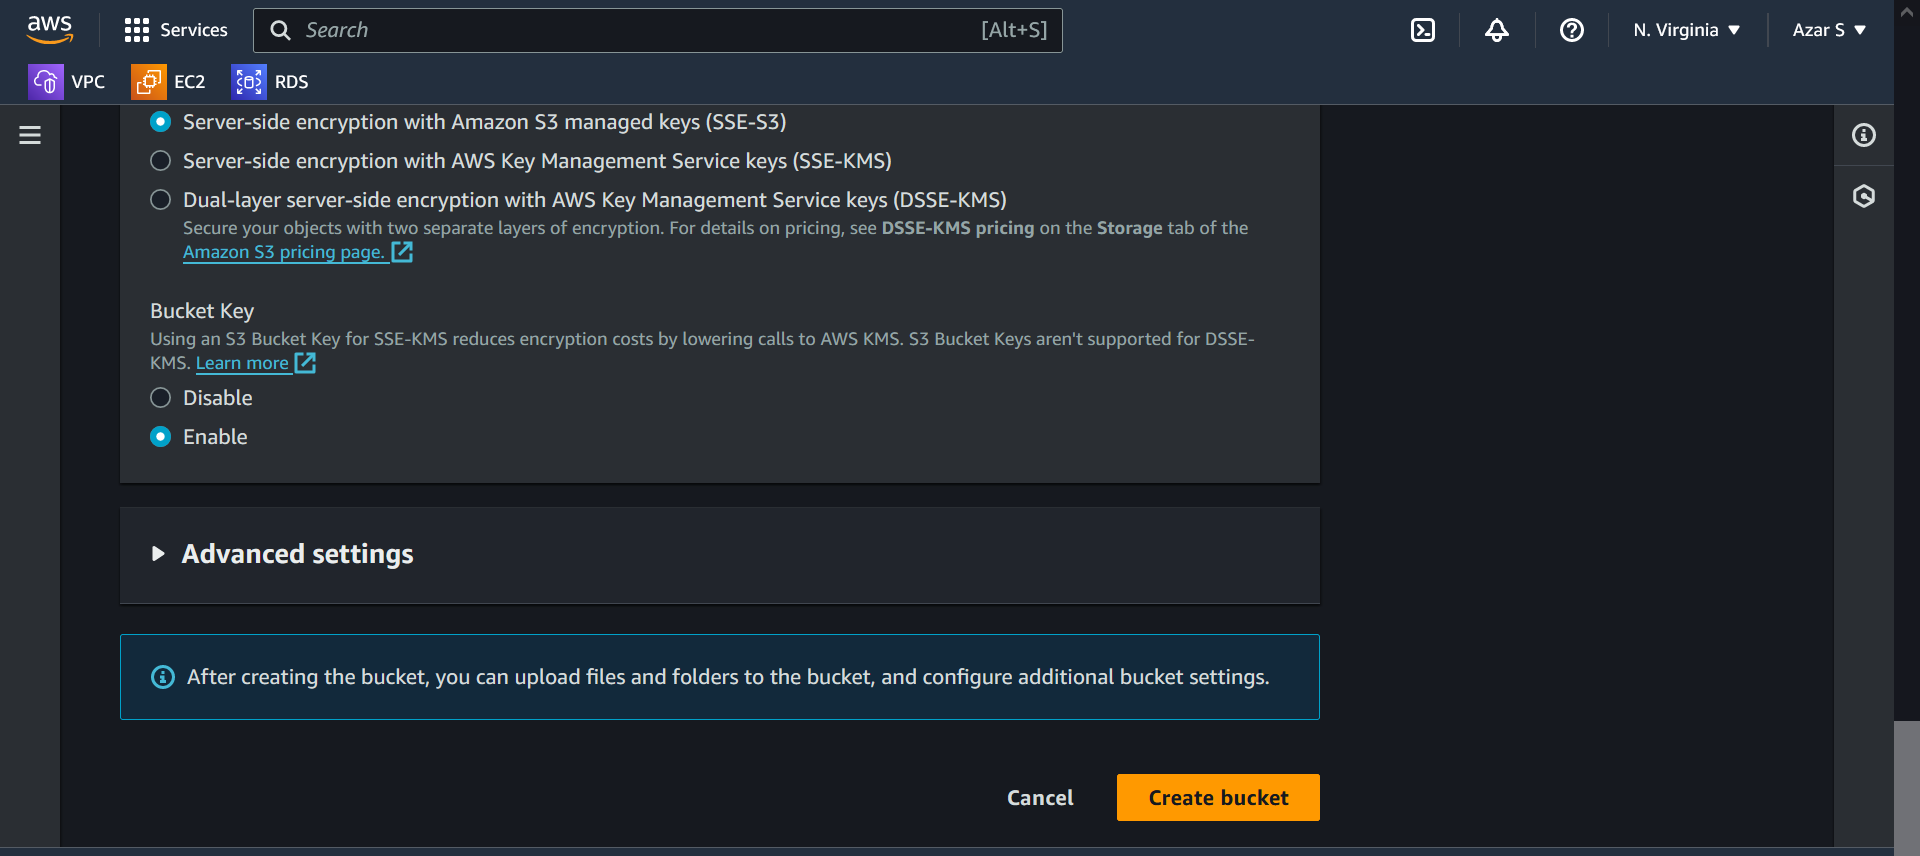 aws
Services
Search [Alt+S]
N. Virginia
Azar S
VPC
EC2
RDS
Server-side encryption with Amazon S3 managed keys (SSE-S3)
Server-side encryption with AWS Key Management Service keys (SSE-KMS)
Dual-layer server-side encryption with AWS Key Management Service keys (DSSE-KMS)
Secure your objects with two separate layers of encryption. For details on pricing, see DSSE-KMS pricing on the Storage tab of the
Amazon S3 pricing page.
Bucket Key
Using an S3 Bucket Key for SSE-KMS reduces encryption costs by lowering calls to AWS KMS. S3 Bucket Keys aren't supported for DSSE-
KMS. Learn more
Disable
Enable
Advanced settings
After creating the bucket, you can upload files and folders to the bucket, and configure additional bucket settings.
Cancel
Create bucket